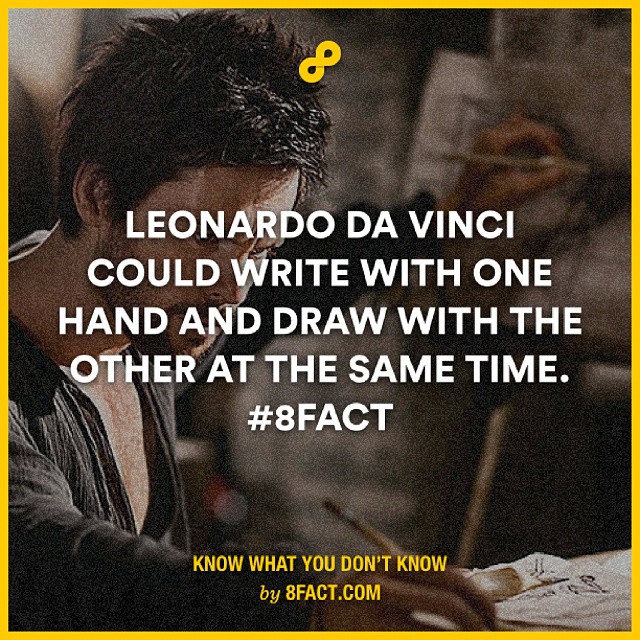 LEONARDO DA VINCI
COULD WRITE WITH ONE
HAND AND DRAW WITH THE
OTHER AT THE SAME TIME.
#8FACT
KNOW WHAT YOU DON'T KNOW
by 8FACT.COM